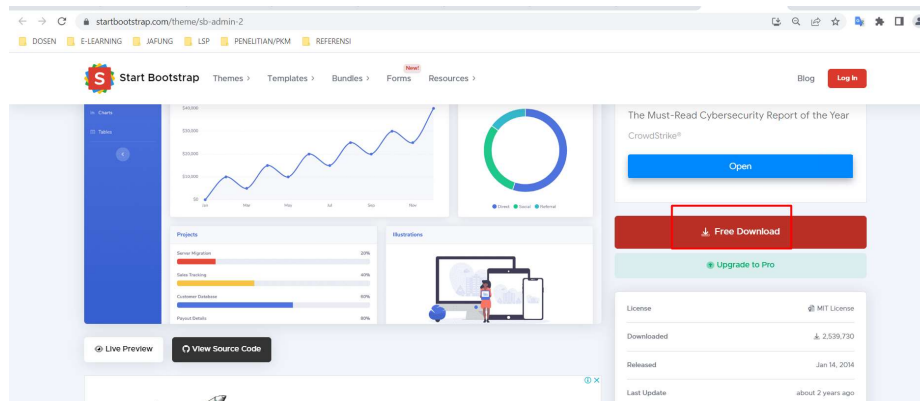 startbootstrap.com/theme/sb-admin-2
DOSEN E-LEARNING JAFUNG LSP PENELITIAN/PKM REFERENSI
New!
S Start Bootstrap Themes > Templates > Bundles > Forms Resources > Blog Log In
Charts
Tables
$40,000
$30,000
$20,000
$10,000
$0
Jan Mar May Jul Sep Nov
Direct Social Referral
Projects
Server Migration 20%
Sales Tracking 40%
Customer Database 60%
Payout Details 80%
Illustrations
Live Preview View Source Code
The Must-Read Cybersecurity Report of the Year
CrowdStrike®
Open
Free Download
Upgrade to Pro
License MIT License
Downloaded 2,539,730
Released Jan 14, 2014
Last Update about 2 years ago